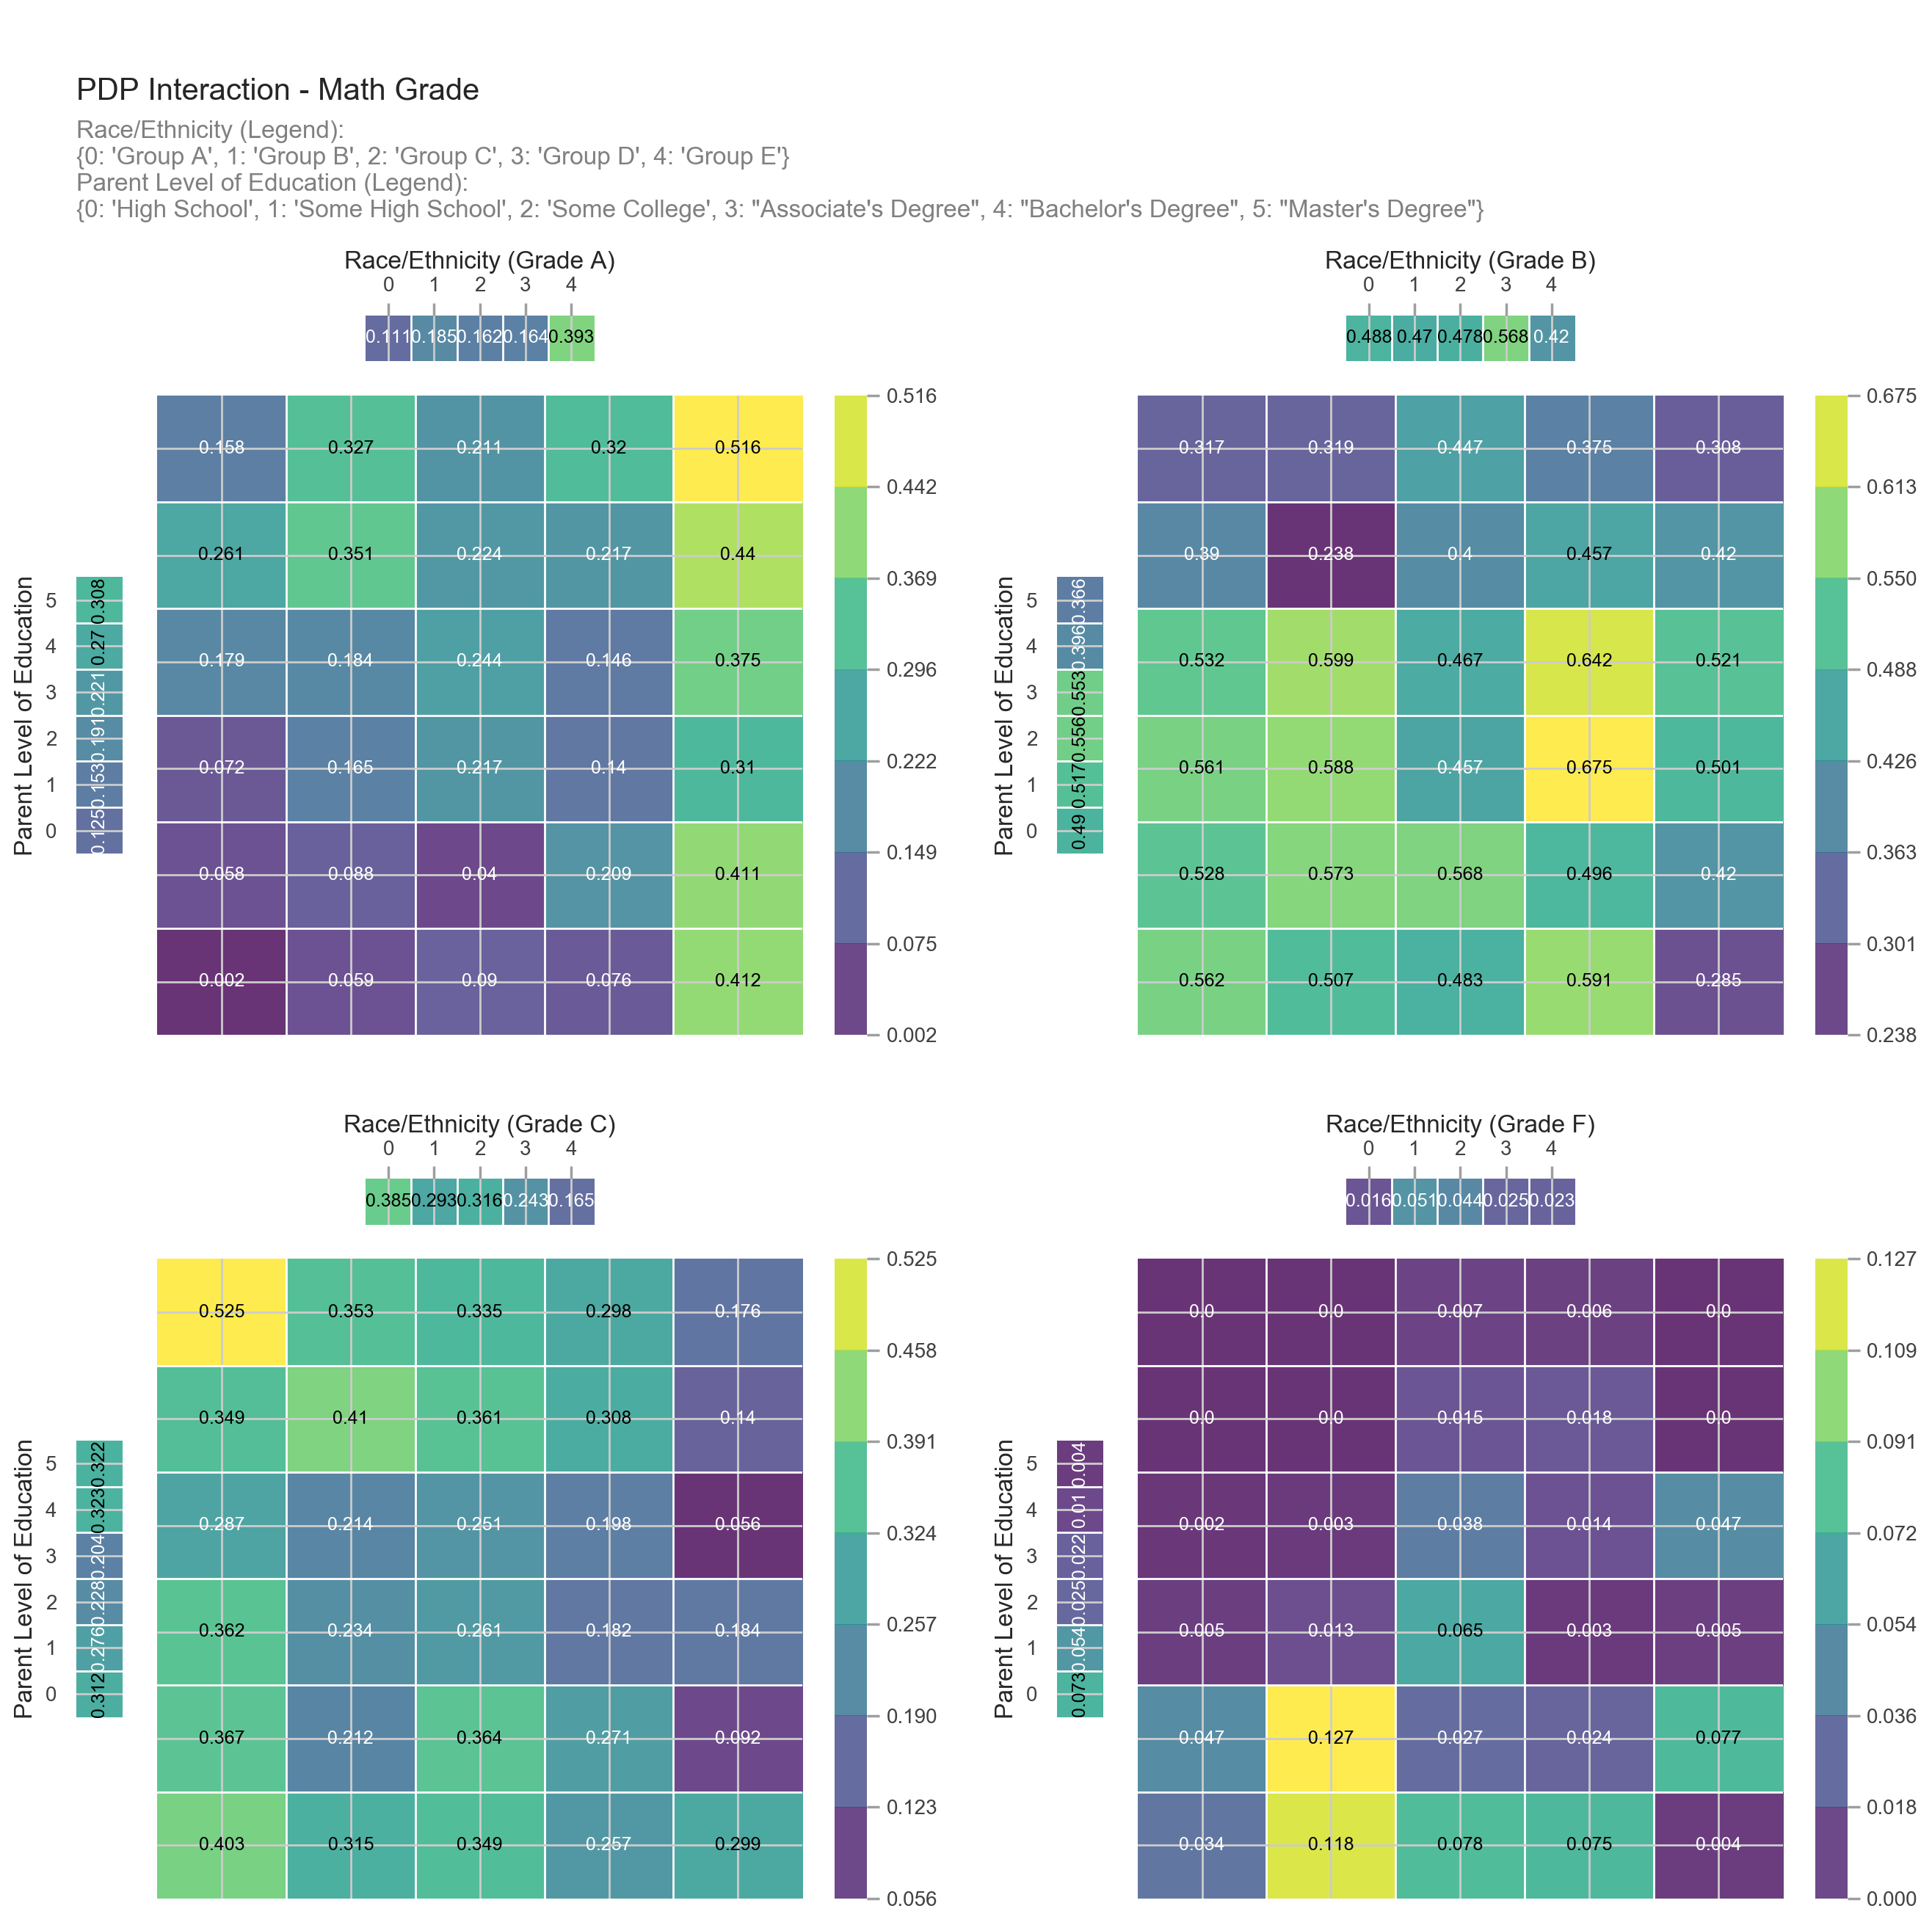 PDP Interaction - Math Grade
Race/Ethnicity (Legend):
{0: 'Group A', 1: 'Group B', 2: 'Group C', 3: 'Group D', 4: 'Group E'}
Parent Level of Education (Legend):
{0: 'High School', 1: 'Some High School', 2: 'Some College', 3: "Associate's Degree", 4: "Bachelor's Degree", 5: "Master's Degree"}
Race/Ethnicity (Grade A)
0 1 2 3 4
0.111 0.185 0.162 0.164 0.393
Parent Level of Education
5 4 3 2 1 0
0.308 0.27 0.221 0.191 0.153 0.125
0.158 0.327 0.211 0.32 0.516
0.261 0.351 0.224 0.217 0.44
0.179 0.184 0.244 0.146 0.375
0.072 0.165 0.217 0.14 0.31
0.058 0.088 0.04 0.209 0.411
0.002 0.059 0.09 0.076 0.412
0.516
0.442
0.369
0.296
0.222
0.149
0.075
0.002
Race/Ethnicity (Grade B)
0 1 2 3 4
0.488 0.47 0.478 0.568 0.42
Parent Level of Education
5 4 3 2 1 0
0.366 0.396 0.553 0.556 0.517 0.49
0.317 0.319 0.447 0.375 0.308
0.39 0.238 0.4 0.457 0.42
0.532 0.599 0.467 0.642 0.521
0.561 0.588 0.457 0.675 0.501
0.528 0.573 0.568 0.496 0.42
0.562 0.507 0.483 0.591 0.285
0.675
0.613
0.550
0.488
0.426
0.363
0.301
0.238
Race/Ethnicity (Grade C)
0 1 2 3 4
0.385 0.293 0.316 0.243 0.165
Parent Level of Education
5 4 3 2 1 0
0.322 0.323 0.204 0.228 0.276 0.312
0.525 0.353 0.335 0.298 0.176
0.349 0.41 0.361 0.308 0.14
0.287 0.214 0.251 0.198 0.056
0.362 0.234 0.261 0.182 0.184
0.367 0.212 0.364 0.271 0.092
0.403 0.315 0.349 0.257 0.299
0.525
0.458
0.391
0.324
0.257
0.190
0.123
0.056
Race/Ethnicity (Grade F)
0 1 2 3 4
0.016 0.051 0.044 0.025 0.023
Parent Level of Education
5 4 3 2 1 0
0.004 0.01 0.022 0.025 0.054 0.073
0.0 0.0 0.007 0.006 0.0
0.0 0.0 0.015 0.018 0.0
0.002 0.003 0.038 0.014 0.047
0.005 0.013 0.065 0.003 0.005
0.047 0.127 0.027 0.024 0.077
0.034 0.118 0.078 0.075 0.004
0.127
0.109
0.091
0.072
0.054
0.036
0.018
0.000